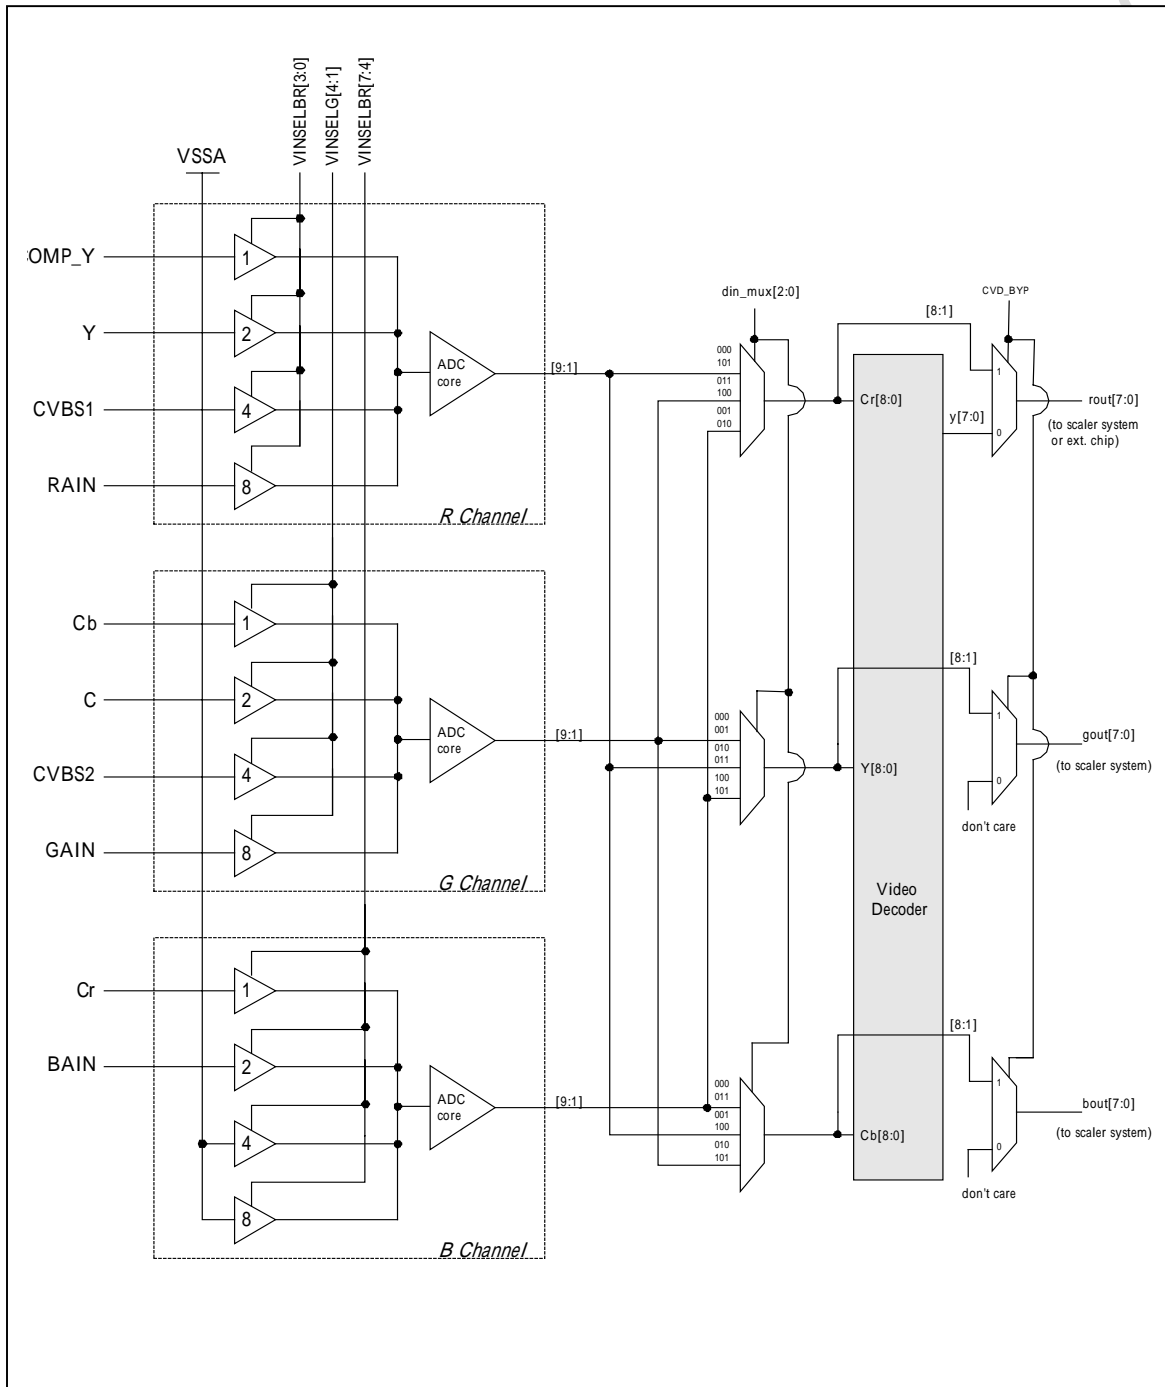 VINSELBR[3:0]
VINSELG[4:1]
VINSELBR[7:4]
VSSA
OMP_Y
1
Y
2
CVBS1
4
RAIN
8
ADC
core
[9:1]
R Channel
Cb
1
C
2
CVBS2
4
GAIN
8
ADC
core
[9:1]
G Channel
Cr
1
BAIN
2
4
8
ADC
core
[9:1]
B Channel
din_mux[2:0]
000
101
011
100
001
010
000
001
010
011
100
101
000
011
001
100
010
101
Cr[8:0]
y[7:0]
Y[8:0]
Video
Decoder
Cb[8:0]
CVD_BYP
[8:1]
1
0
rout[7:0]
(to scaler system
or ext. chip)
[8:1]
1
0
gout[7:0]
(to scaler system)
don't care
[8:1]
1
0
bout[7:0]
(to scaler system)
don't care